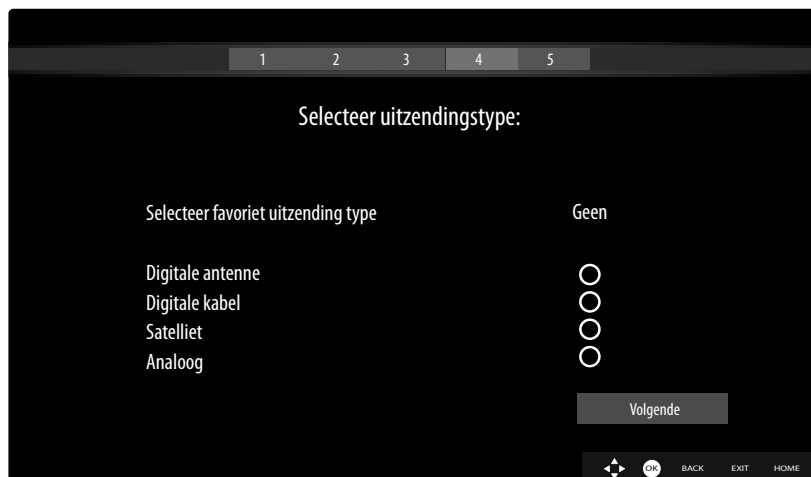 1 2 3 4 5
Selecteer uitzendingstype:
Selecteer favoriet uitzending type Geen
Digitale antenne
Digitale kabel
Satelliet
Analoog
Volgende
OK BACK EXIT HOME